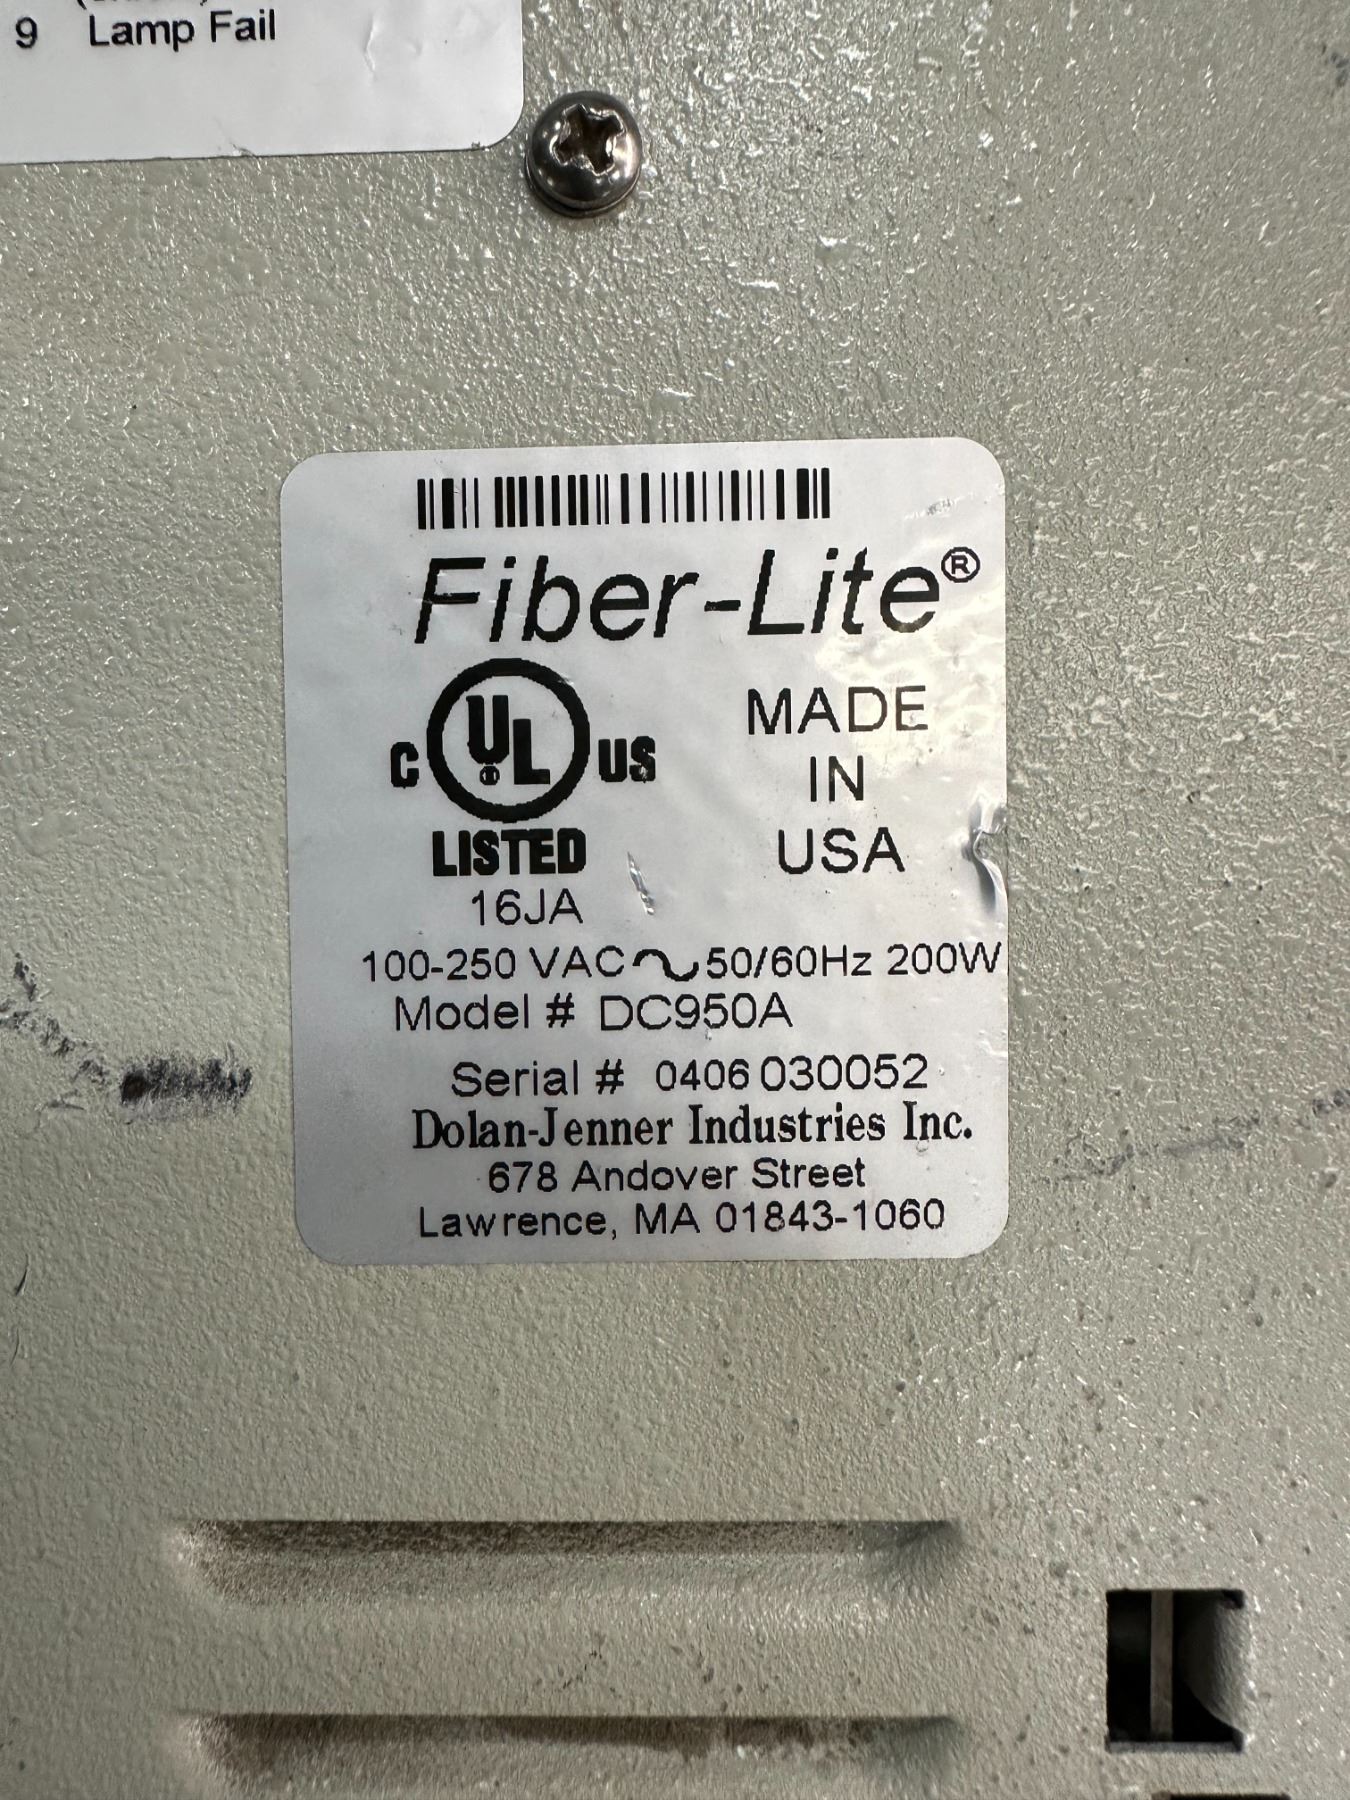 9 Lamp Fail
Fiber-Lite®
C UL US
LISTED
MADE
IN
USA
16JA
100-250 VAC 50/60Hz 200W
Model # DC950A
Serial # 0406 030052
Dolan-Jenner Industries Inc.
678 Andover Street
Lawrence, MA 01843-1060